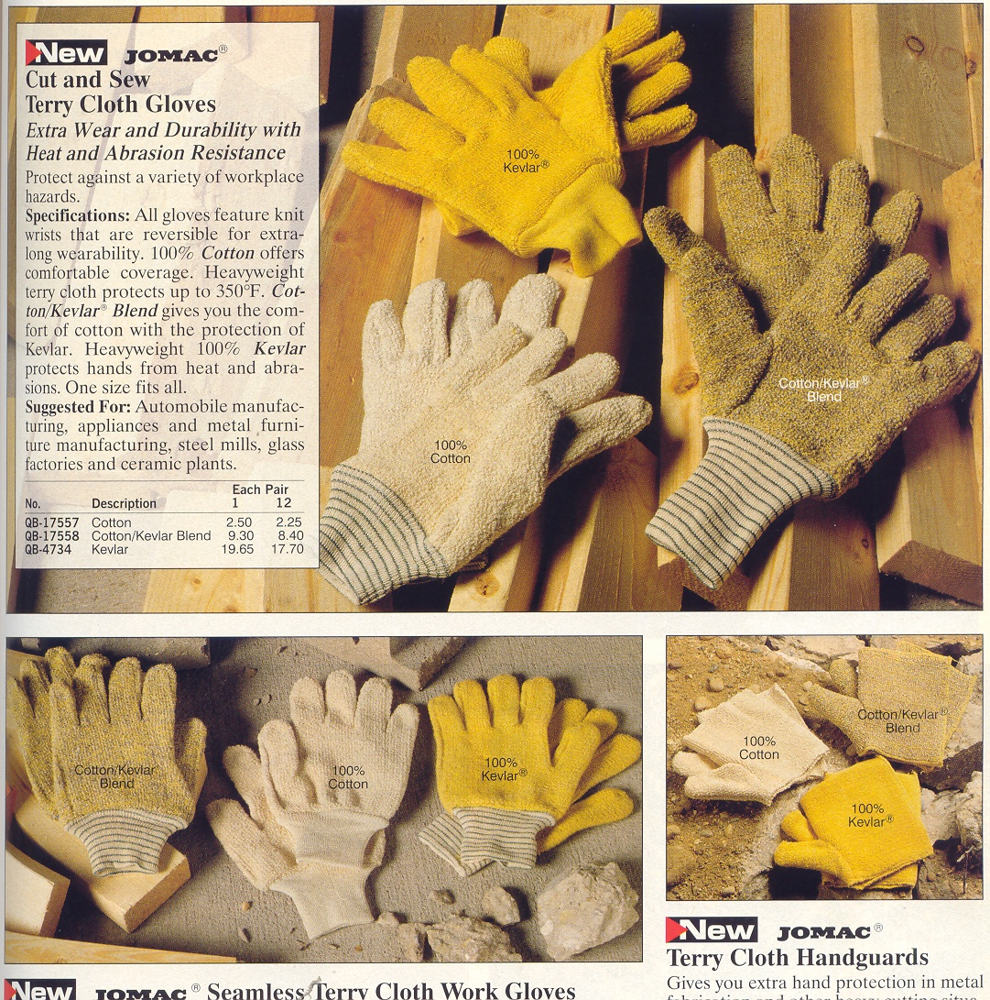 New JOMAC®
Cut and Sew
Terry Cloth Gloves
Extra Wear and Durability with
Heat and Abrasion Resistance
Protect against a variety of workplace
hazards.
Specifications: All gloves feature knit
wrists that are reversible for extra-
long wearability. 100% Cotton offers
comfortable coverage. Heavyweight
terry cloth protects up to 350°F. Cot-
ton/Kevlar® Blend gives you the com-
fort of cotton with the protection of
Kevlar. Heavyweight 100% Kevlar
protects hands from heat and abra-
sions. One size fits all.
Suggested For: Automobile manufac-
turing, appliances and metal furni-
ture manufacturing, steel mills, glass
factories and ceramic plants.
Each Pair
No. Description 1 12
QB-17557 Cotton 2.50 2.25
QB-17558 Cotton/Kevlar Blend 9.30 8.40
QB-4734 Kevlar 19.65 17.70
100%
Kevlar®
Cotton/Kevlar®
Blend
100%
Cotton
Cotton/Kevlar
Blend
100%
Cotton
100%
Kevlar®
100%
Cotton
Cotton/Kevlar®
Blend
100%
Kevlar®
New JOMAC® Seamless Terry Cloth Work Gloves
New JOMAC®
Terry Cloth Handguards
Gives you extra hand protection in metal
fabrication and other heavy cutting situa-